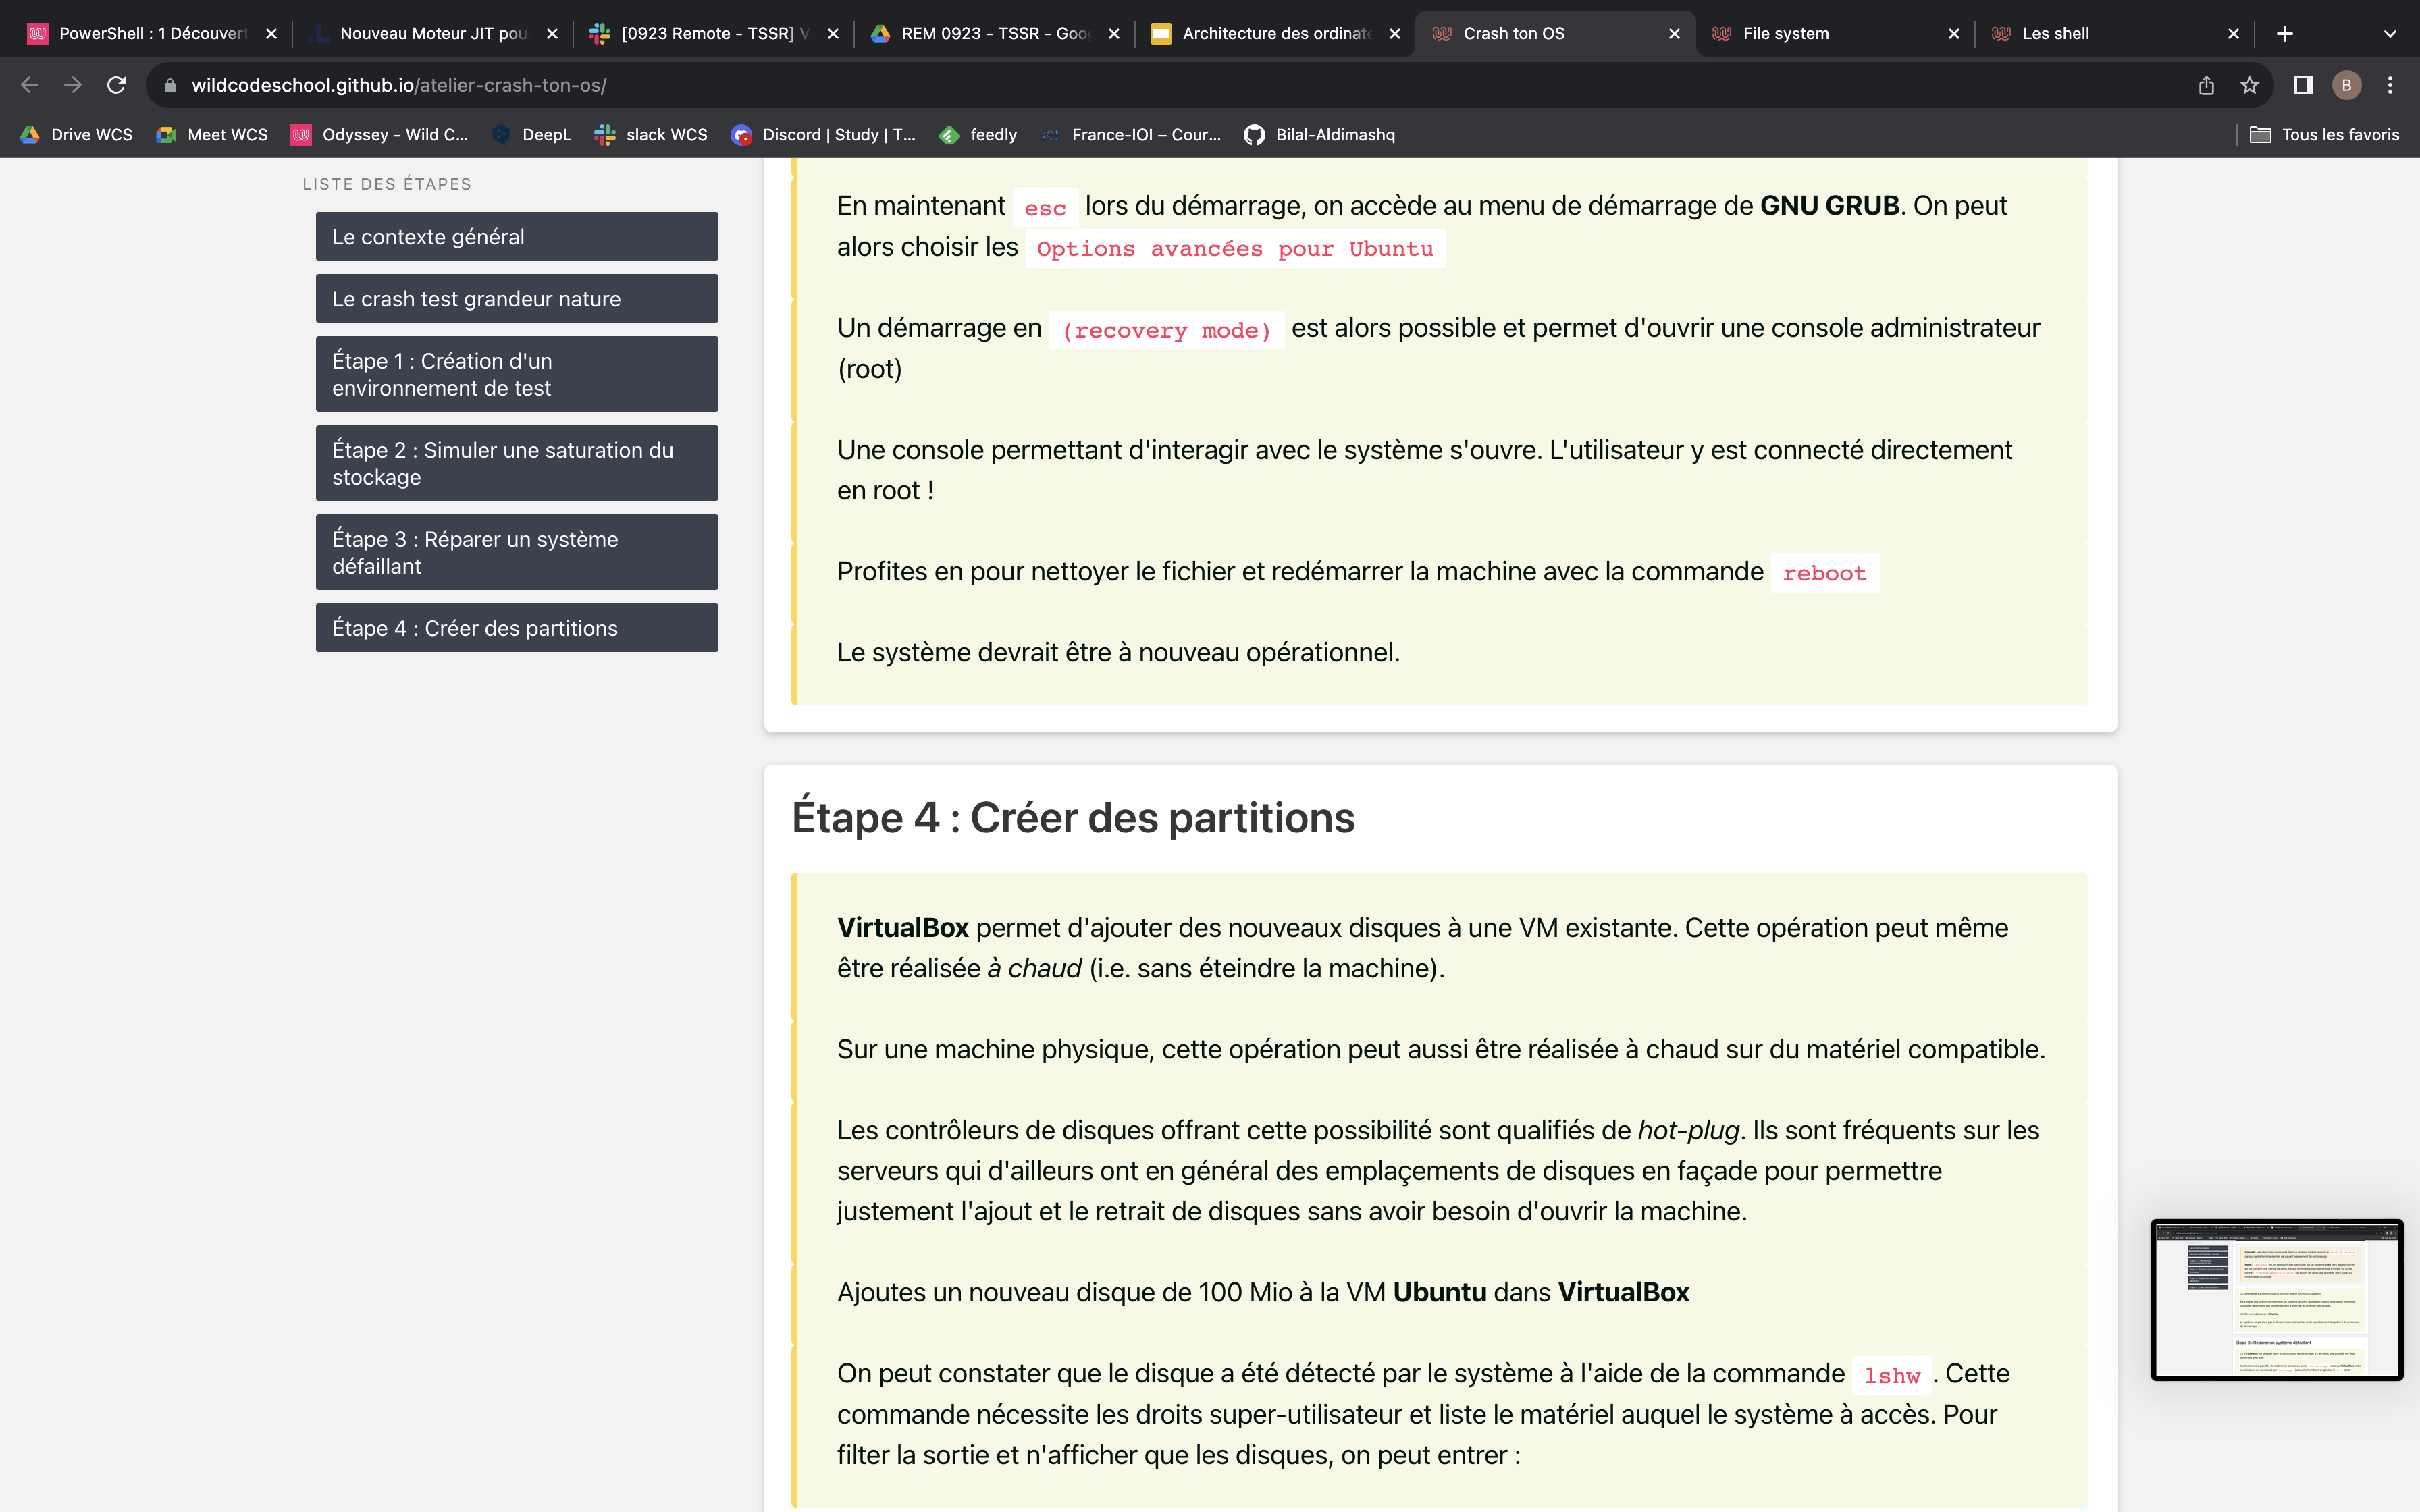 PowerShell : 1 Découvert
Nouveau Moteur JIT pou
[0923 Remote - TSSR] V
REM 0923 - TSSR - Goo
Architecture des ordinate
Crash ton OS
File system
Les shell
wildcodeschool.github.io/atelier-crash-ton-os/
B
Drive WCS
Meet WCS
Odyssey - Wild C...
DeepL
slack WCS
Discord | Study | T...
feedly
France-IOI – Cour...
Bilal-Aldimashq
Tous les favoris
LISTE DES ÉTAPES
Le contexte général
Le crash test grandeur nature
Étape 1 : Création d'un
environnement de test
Étape 2 : Simuler une saturation du
stockage
Étape 3 : Réparer un système
défaillant
Étape 4 : Créer des partitions
En maintenant esc lors du démarrage, on accède au menu de démarrage de GNU GRUB. On peut
alors choisir les Options avancées pour Ubuntu
Un démarrage en (recovery mode) est alors possible et permet d'ouvrir une console administrateur
(root)
Une console permettant d'interagir avec le système s'ouvre. L'utilisateur y est connecté directement
en root !
Profites en pour nettoyer le fichier et redémarrer la machine avec la commande reboot
Le système devrait être à nouveau opérationnel.
Étape 4 : Créer des partitions
VirtualBox permet d'ajouter des nouveaux disques à une VM existante. Cette opération peut même
être réalisée à chaud (i.e. sans éteindre la machine).
Sur une machine physique, cette opération peut aussi être réalisée à chaud sur du matériel compatible.
Les contrôleurs de disques offrant cette possibilité sont qualifiés de hot-plug. Ils sont fréquents sur les
serveurs qui d'ailleurs ont en général des emplaçements de disques en façade pour permettre
justement l'ajout et le retrait de disques sans avoir besoin d'ouvrir la machine.
Ajoutes un nouveau disque de 100 Mio à la VM Ubuntu dans VirtualBox
On peut constater que le disque a été détecté par le système à l'aide de la commande lshw . Cette
commande nécessite les droits super-utilisateur et liste le matériel auquel le système à accès. Pour
filter la sortie et n'afficher que les disques, on peut entrer :